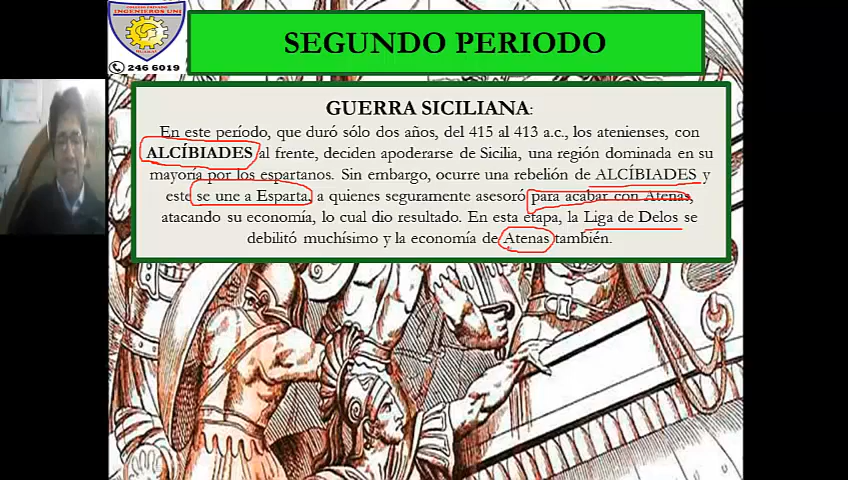 COLEGIO PRIVADO
INGENIEROS UNI
246 6019
SEGUNDO PERIODO
GUERRA SICILIANA:
En este período, que duró sólo dos años, del 415 al 413 a.c., los atenienses, con
ALCÍBIADES al frente, deciden apoderarse de Sicilia, una región dominada en su
mayoría por los espartanos. Sin embargo, ocurre una rebelión de ALCÍBIADES y
este se une a Esparta, a quienes seguramente asesoró para acabar con Atenas,
atacando su economía, lo cual dio resultado. En esta etapa, la Liga de Delos se
debilitó muchísimo y la economía de Atenas también.